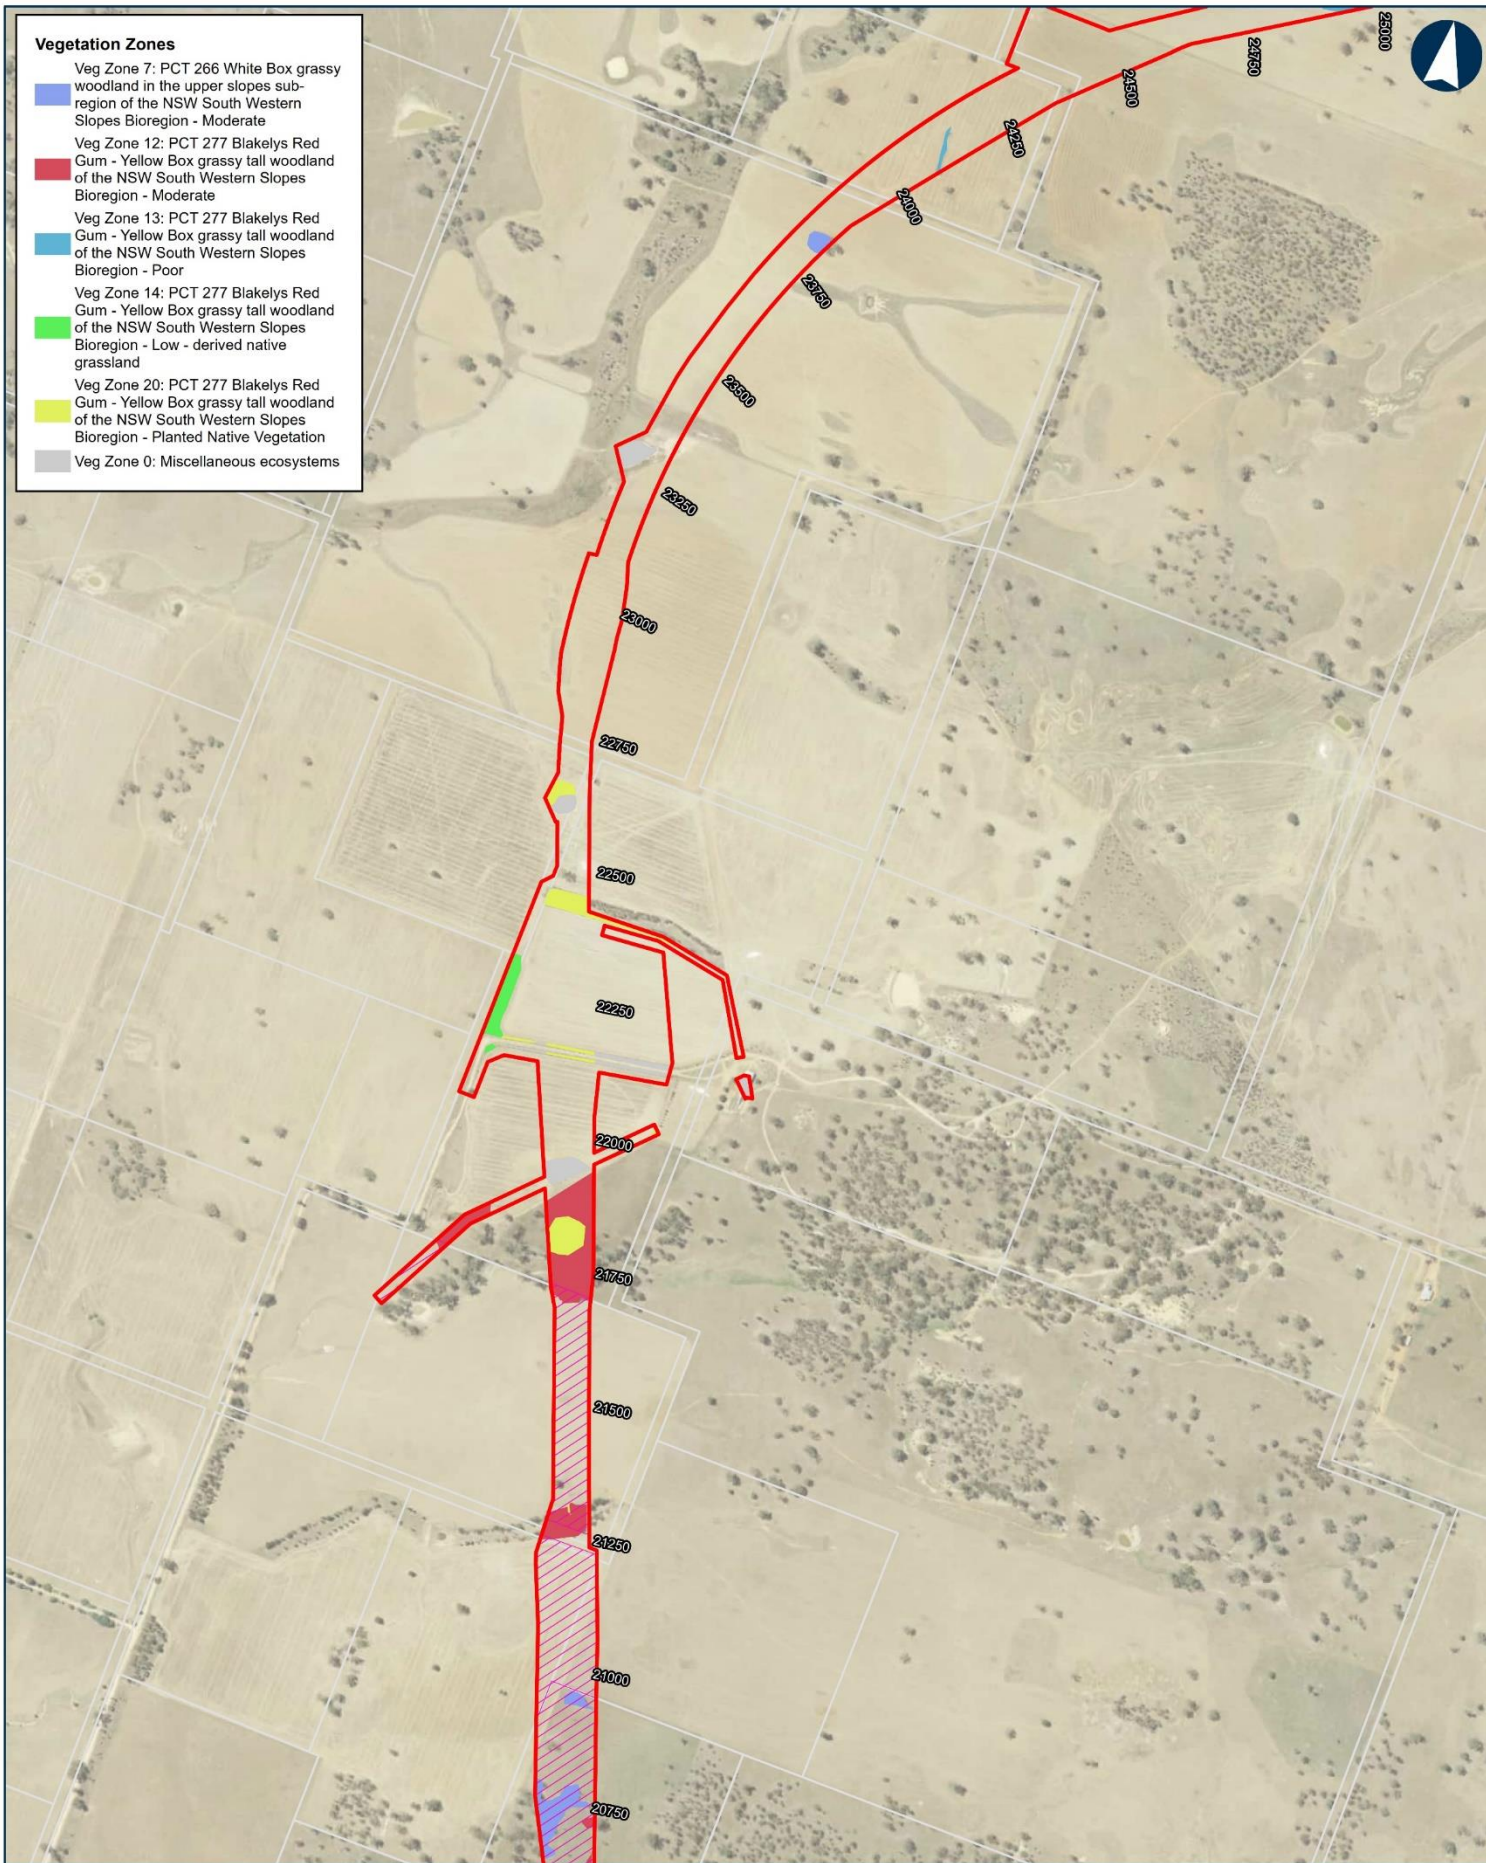 Vegetation Zones
Veg Zone 7: PCT 266 White Box grassy
woodland in the upper slopes sub-
region of the NSW South Western
Slopes Bioregion - Moderate
Veg Zone 12: PCT 277 Blakelys Red
Gum - Yellow Box grassy tall woodland
of the NSW South Western Slopes
Bioregion - Moderate
Veg Zone 13: PCT 277 Blakelys Red
Gum - Yellow Box grassy tall woodland
of the NSW South Western Slopes
Bioregion - Poor
Veg Zone 14: PCT 277 Blakelys Red
Gum - Yellow Box grassy tall woodland
of the NSW South Western Slopes
Bioregion - Low - derived native
grassland
Veg Zone 20: PCT 277 Blakelys Red
Gum - Yellow Box grassy tall woodland
of the NSW South Western Slopes
Bioregion - Planted Native Vegetation
Veg Zone 0: Miscellaneous ecosystems
25000
24750
24500
24250
24000
23750
23500
23250
23000
22750
22500
22250
22000
21750
21500
21250
21000
20750